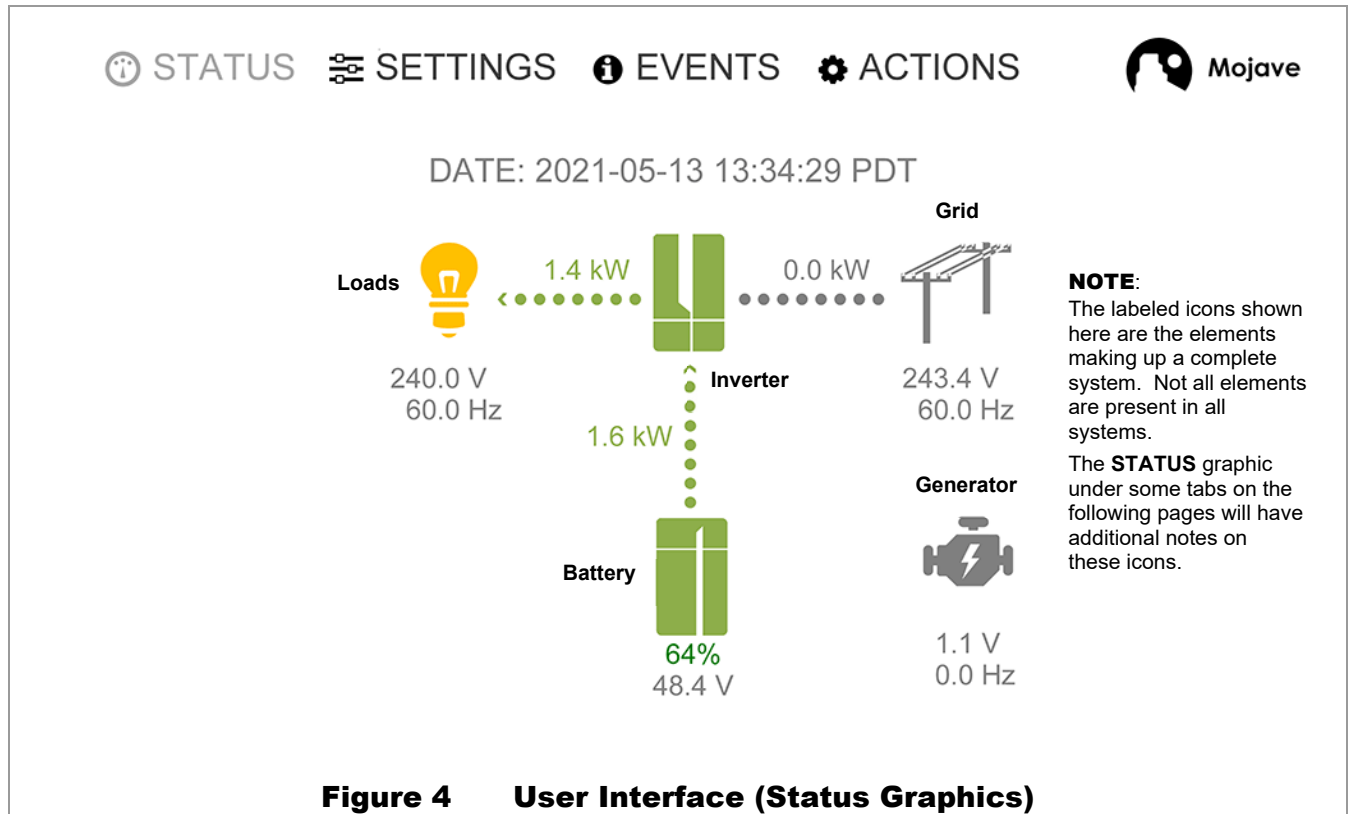 STATUS SETTINGS EVENTS ACTIONS Mojave
DATE: 2021-05-13 13:34:29 PDT
Grid
Loads
1.4 kW
0.0 kW
240.0 V
60.0 Hz
Inverter
243.4 V
60.0 Hz
1.6 kW
Generator
Battery
64%
48.4 V
1.1 V
0.0 Hz
NOTE:
The labeled icons shown
here are the elements
making up a complete
system. Not all elements
are present in all
systems.
The STATUS graphic
under some tabs on the
following pages will have
additional notes on
these icons.
Figure 4 User Interface (Status Graphics)